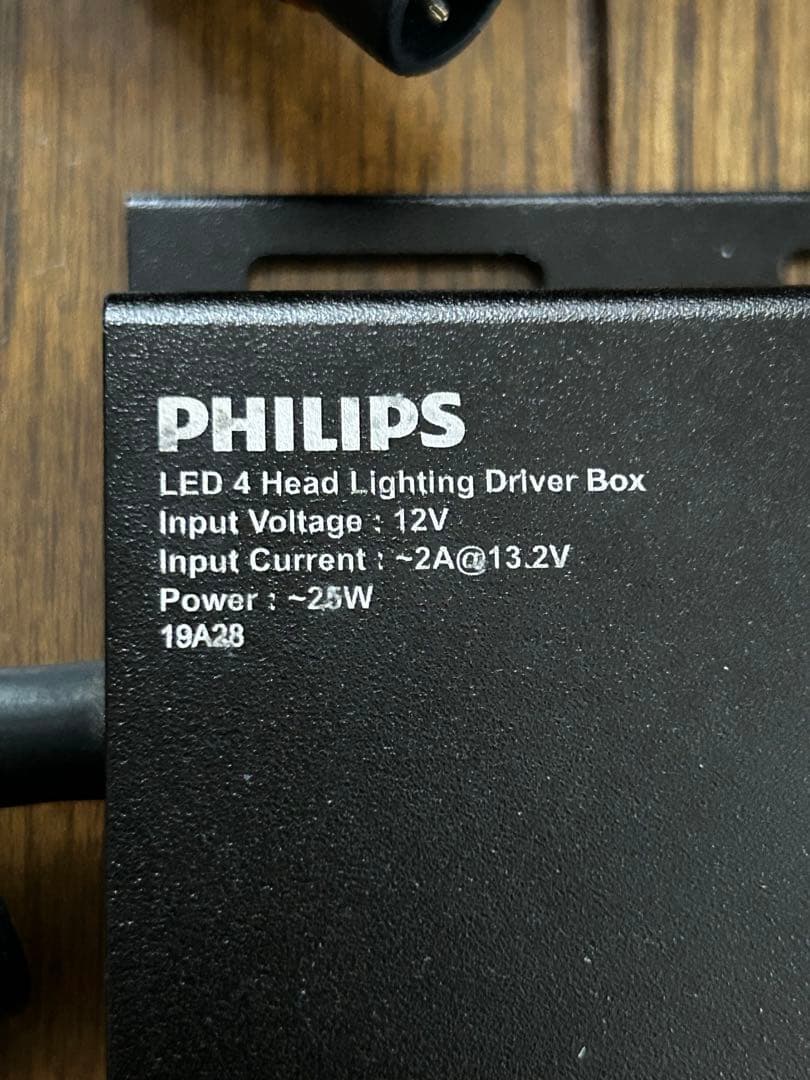 PHILIPS
LED 4 Head Lighting Driver Box
Input Voltage : 12V
Input Current : ~2A@13.2V
Power : ~25W
19A28